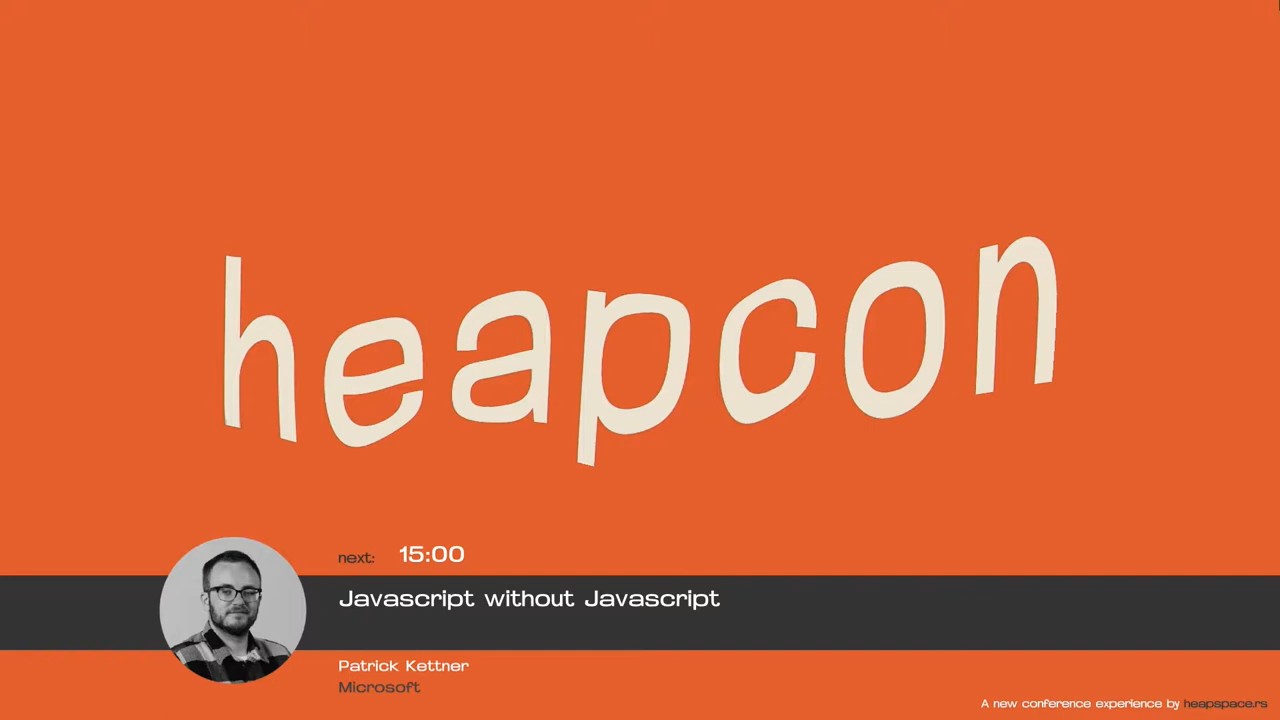 heapcon
next: 15:00
Javascript without Javascript
Patrick Kettner
Microsoft
A new conference experience by heapspace.rs